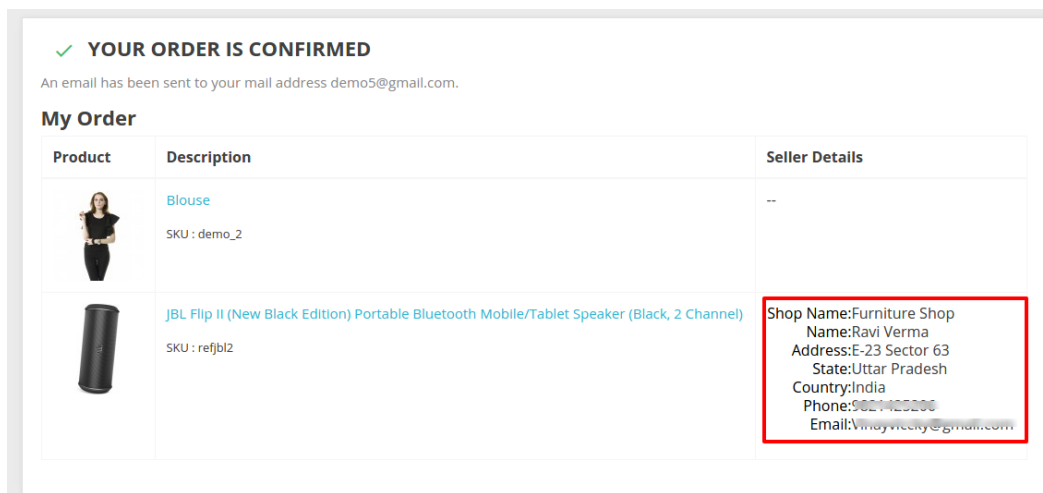 YOUR ORDER IS CONFIRMED
An email has been sent to your mail address demo5@gmail.com.
My Order
Product Description Seller Details
Blouse --
SKU : demo_2
JBL Flip II (New Black Edition) Portable Bluetooth Mobile/Tablet Speaker (Black, 2 Channel)
SKU : refjbl2
Shop Name:Furniture Shop
Name:Ravi Verma
Address:E-23 Sector 63
State:Uttar Pradesh
Country:India
Phone:
Email: